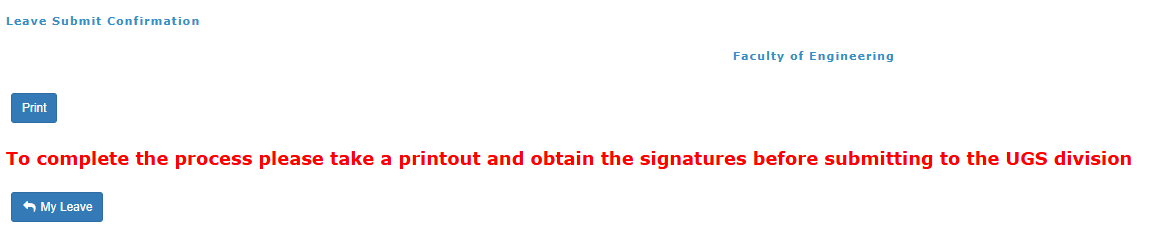 Leave Submit Confirmation
Faculty of Engineering
Print
To complete the process please take a printout and obtain the signatures before submitting to the UGS division
My Leave